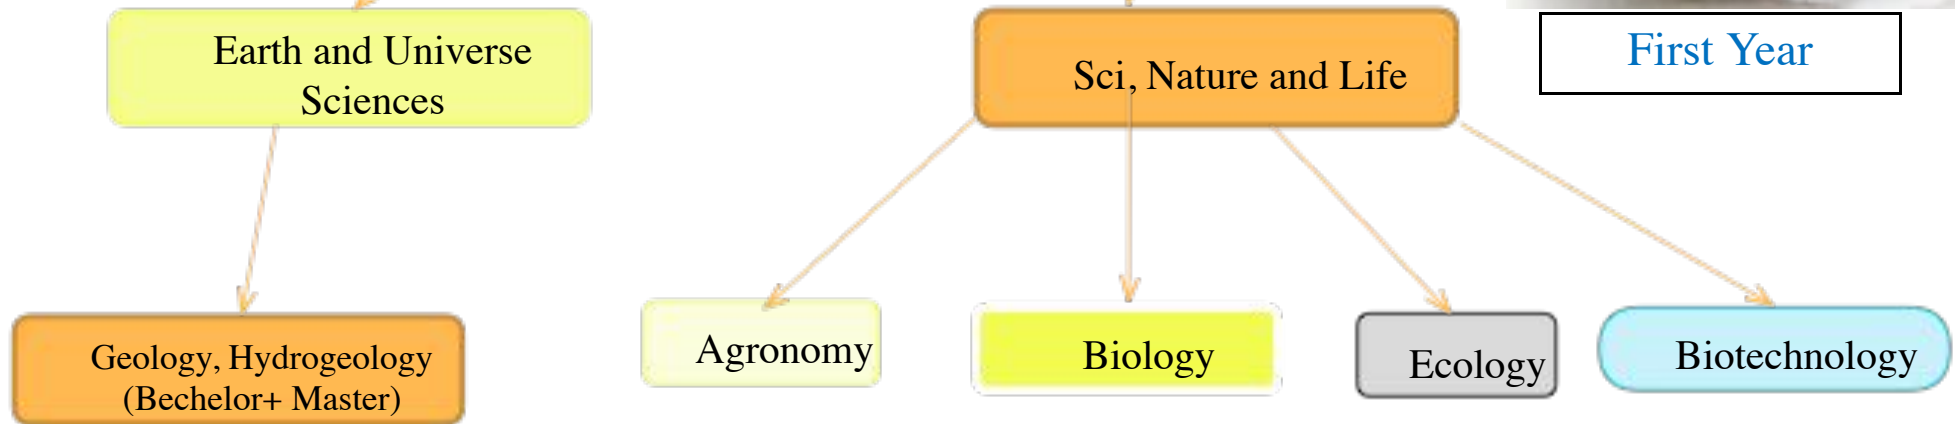 Earth and Universe
Sciences
Sci, Nature and Life
First Year
Geology, Hydrogeology
(Bechelor+ Master)
Agronomy
Biology
Ecology
Biotechnology